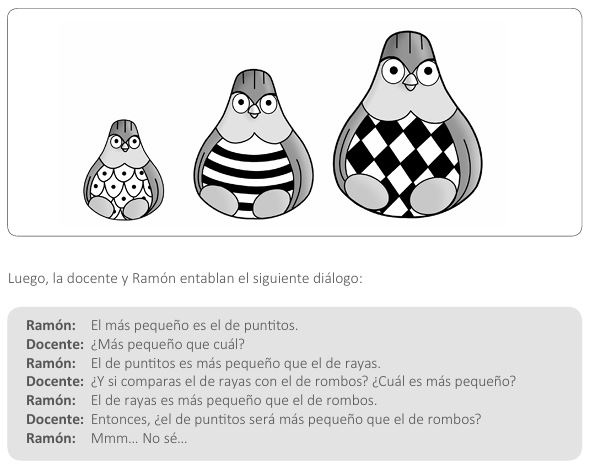 Luego, la docente y Ramón entablan el siguiente diálogo:
Ramón: El más pequeño es el de puntitos.
Docente: ¿Más pequeño que cuál?
Ramón: El de puntitos es más pequeño que el de rayas.
Docente: ¿Y si comparas el de rayas con el de rombos? ¿Cuál es más pequeño?
Ramón: El de rayas es más pequeño que el de rombos.
Docente: Entonces, ¿el de puntitos será más pequeño que el de rombos?
Ramón: Mmm... No sé...